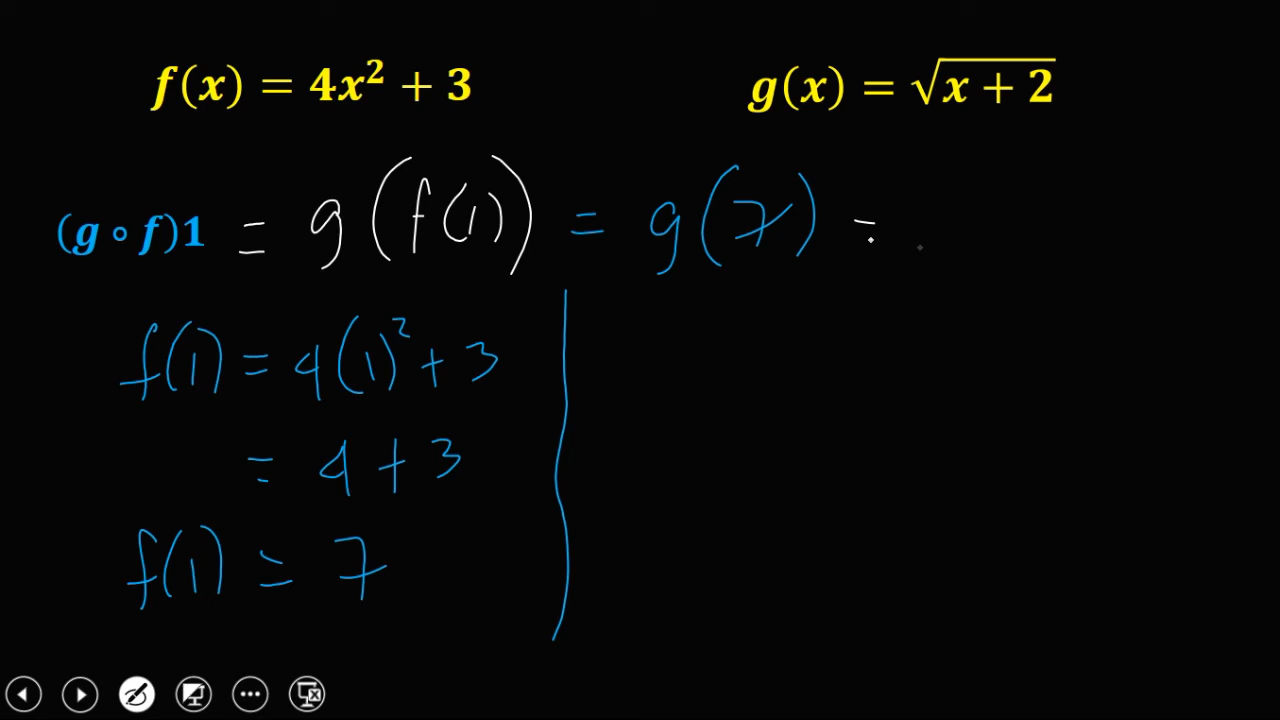 f(x) = 4x² + 3
g(x) = √(x + 2)
(g ∘ f)1 = g(f(1)) = g(7) =
f(1) = 4(1)² + 3
= 4 + 3
f(1) = 7